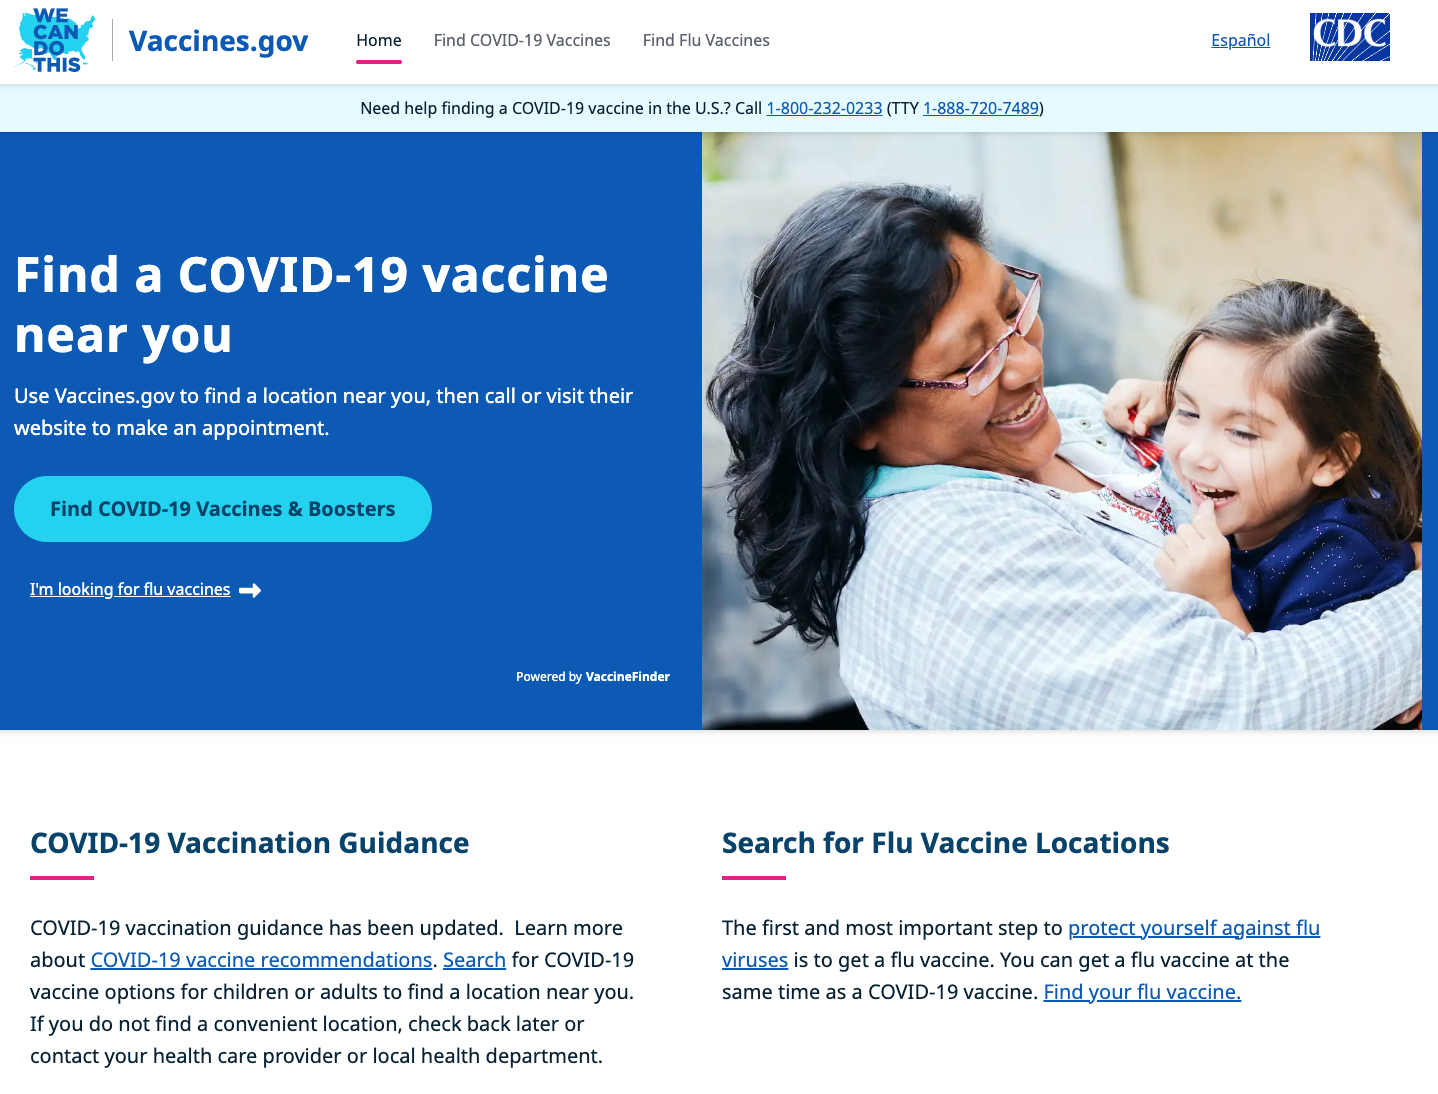 WE
CAN
DO
THIS
Vaccines.gov
Home
Find COVID-19 Vaccines
Find Flu Vaccines
Español
CDC
Need help finding a COVID-19 vaccine in the U.S.? Call 1-800-232-0233 (TTY 1-888-720-7489)
Find a COVID-19 vaccine
near you
Use Vaccines.gov to find a location near you, then call or visit their
website to make an appointment.
Find COVID-19 Vaccines & Boosters
I'm looking for flu vaccines
Powered by VaccineFinder
COVID-19 Vaccination Guidance
COVID-19 vaccination guidance has been updated.  Learn more
about COVID-19 vaccine recommendations. Search for COVID-19
vaccine options for children or adults to find a location near you.
If you do not find a convenient location, check back later or
contact your health care provider or local health department.
Search for Flu Vaccine Locations
The first and most important step to protect yourself against flu
viruses is to get a flu vaccine. You can get a flu vaccine at the
same time as a COVID-19 vaccine. Find your flu vaccine.